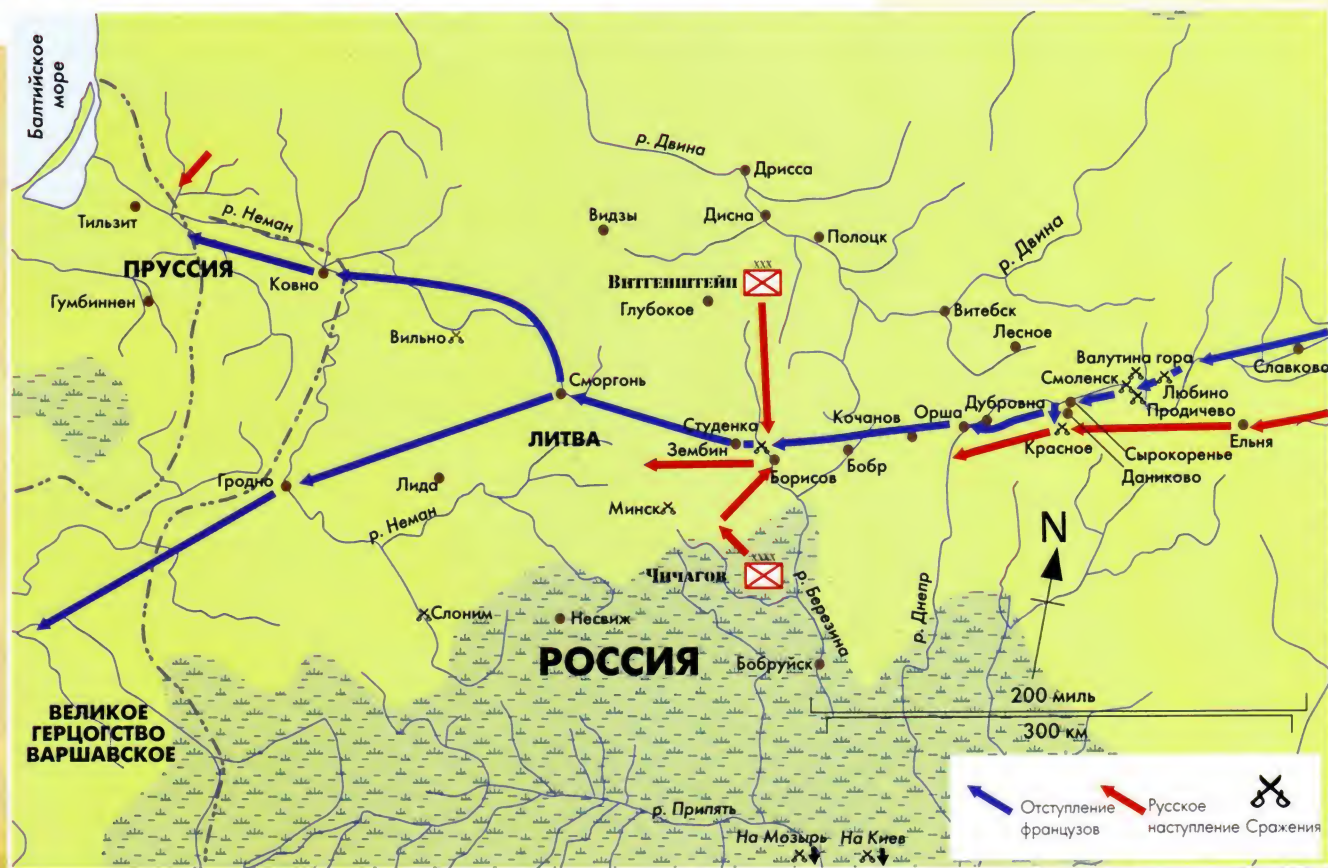 Балтийское
море
р. Двина
Дрисса
Тильзит
р. Неман
Видзы
Дисна
Полоцк
р. Двина
ПРУССИЯ
Ковно
XXX
Витгенштейн
Глубокое
Гумбиннен
Вильно
Витебск
Лесное
Валутина гора
Славково
Смоленск
Любино
Продичево
Сморгонь
Дубровна
Орша
Кочанов
Студенка
ЛИТВА
Зембин
Ельня
Красное
Сырокоренье
Даниково
Бобр
Борисов
Гродно
Лида
р. Неман
Минск
N
XXXX
Чичагов
р. Березина
р. Днепр
Слоним
Несвиж
РОССИЯ
Бобруйск
200 миль
300 км
ВЕЛИКОЕ
ГЕРЦОГСТВО
ВАРШАВСКОЕ
р. Припять
На Мозырь
На Киев
Отступление
французов
Русское
наступление
Сражения